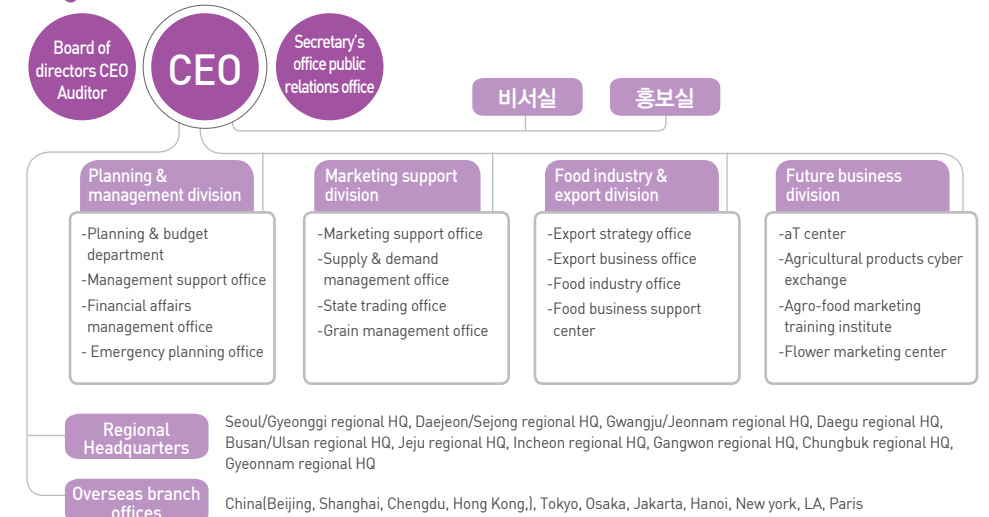 Board of
directors CEO
Auditor
CEO
Secretary's
office public
relations office
비서실
홍보실
Planning &
management division
-Planning & budget
department
-Management support office
-Financial affairs
management office
- Emergency planning office
Marketing support
division
-Marketing support office
-Supply & demand
management office
-State trading office
-Grain management office
Food industry &
export division
-Export strategy office
-Export business office
-Food industry office
-Food business support
center
Future business
division
-aT center
-Agricultural products cyber
exchange
-Agro-food marketing
training institute
-Flower marketing center
Regional
Headquarters
Seoul/Gyeonggi regional HQ, Daejeon/Sejong regional HQ, Gwangju/Jeonnam regional HQ, Daegu regional HQ,
Busan/Ulsan regional HQ, Jeju regional HQ, Incheon regional HQ, Gangwon regional HQ, Chungbuk regional HQ,
Gyeonnam regional HQ
Overseas branch
offices
China(Beijing, Shanghai, Chengdu, Hong Kong,), Tokyo, Osaka, Jakarta, Hanoi, New york, LA, Paris